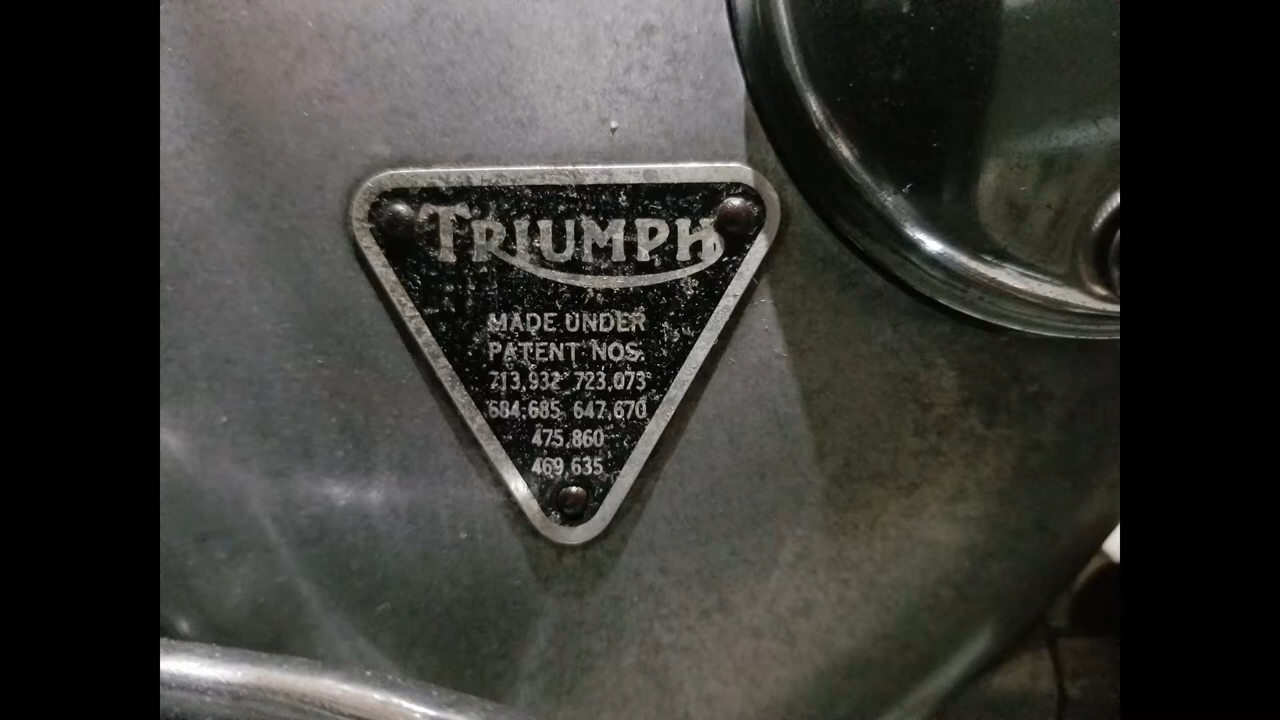 TRIUMPH
MADE UNDER
PATENT NOS.
713,932 723,073
684,685 647,670
475,860
469,635